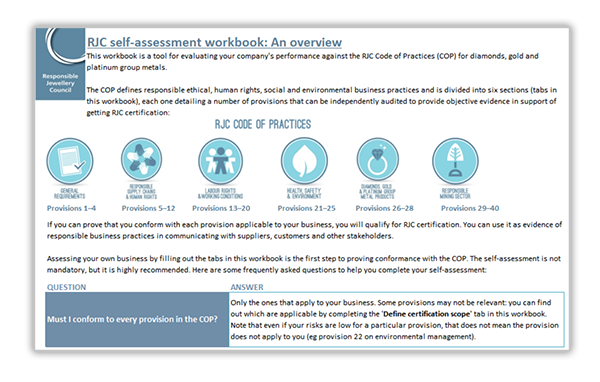 RJC self-assessment workbook: An overview
This workbook is a tool for evaluating your company's performance against the RJC Code of Practices (COP) for diamonds, gold and
platinum group metals.
Responsible
Jewellery
Council
The COP defines responsible ethical, human rights, social and environmental business practices and is divided into six sections (tabs in
this workbook), each one detailing a number of provisions that can be independently audited to provide objective evidence in support of
getting RJC certification:
RJC CODE OF PRACTICES
GENERAL
REQUIREMENTS
RESPONSIBLE
SUPPLY CHAINS
& HUMAN RIGHTS
LABOUR RIGHTS
& WORKING CONDITIONS
HEALTH, SAFETY
& ENVIRONMENT
DIAMONDS, GOLD
& PLATINUM GROUP
METAL PRODUCTS
RESPONSIBLE
MINING SECTOR
Provisions 1–4
Provisions 5–12
Provisions 13–20
Provisions 21–25
Provisions 26–28
Provisions 29–40
If you can prove that you conform with each provision applicable to your business, you will qualify for RJC certification. You can use it as evidence of
responsible business practices in communicating with suppliers, customers and other stakeholders.
Assessing your own business by filling out the tabs in this workbook is the first step to proving conformance with the COP. The self-assessment is not
mandatory, but it is highly recommended. Here are some frequently asked questions to help you complete your self-assessment:
QUESTION
ANSWER
Must I conform to every provision in the COP?
Only the ones that apply to your business. Some provisions may not be relevant: you can find
out which are applicable by completing the 'Define certification scope' tab in this workbook.
Note that even if your risks are low for a particular provision, that does not mean the provision
does not apply to you (eg provision 22 on environmental management).